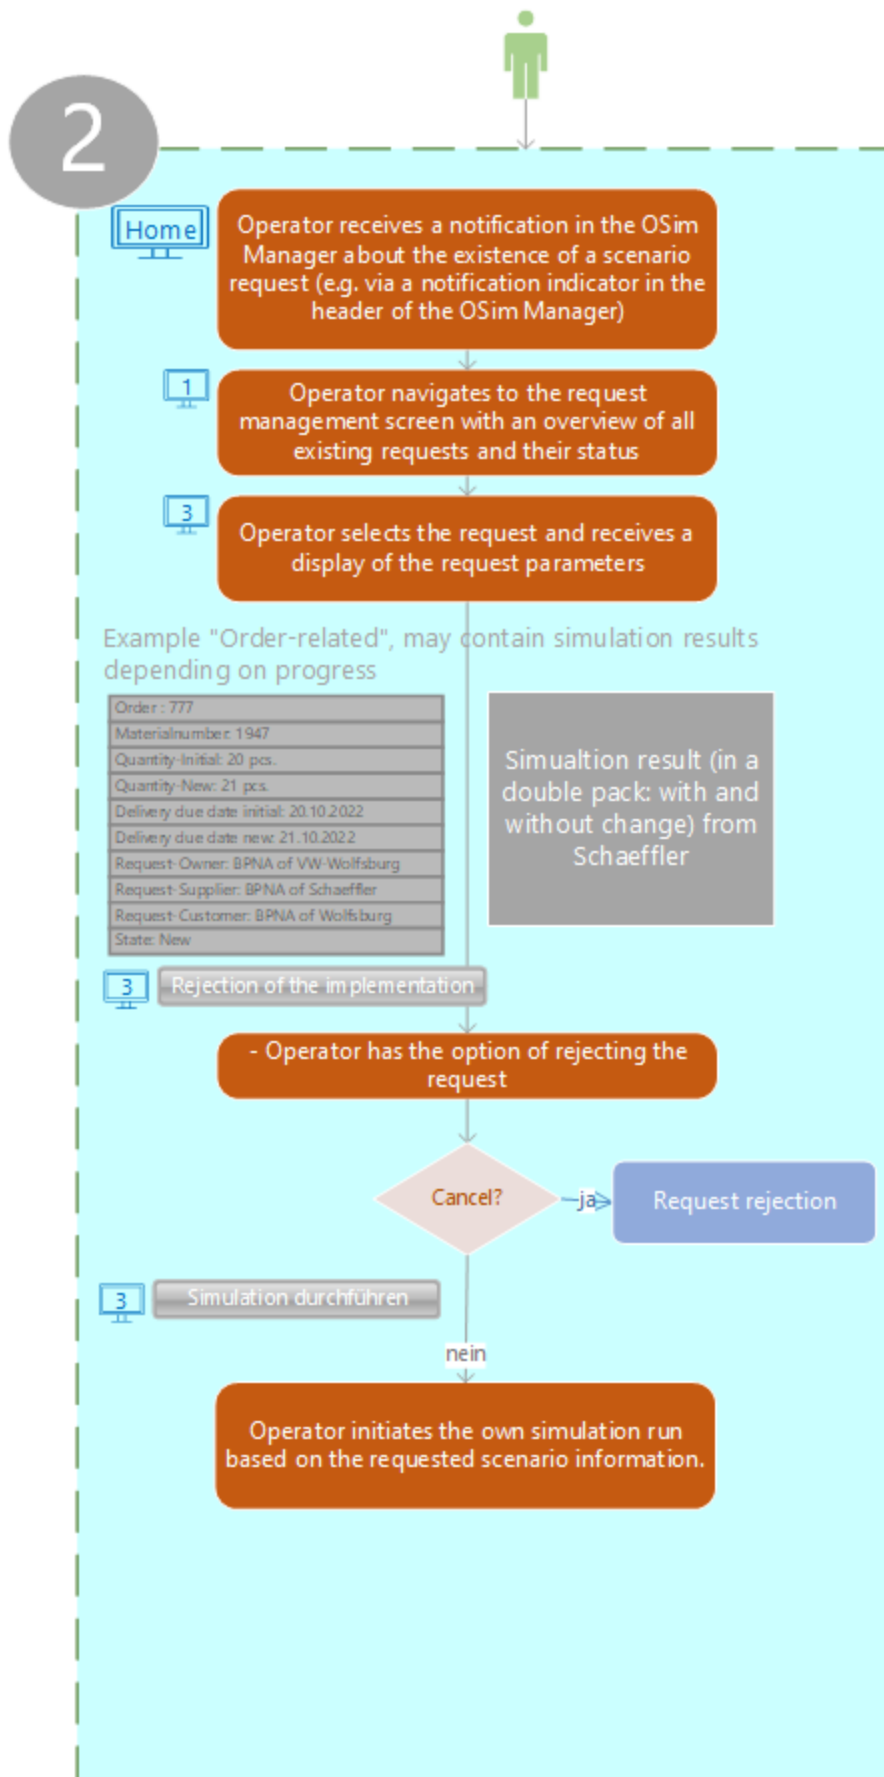 2
Home
Operator receives a notification in the OSim
Manager about the existence of a scenario
request (e.g. via a notification indicator in the
header of the OSim Manager)
1
Operator navigates to the request
management screen with an overview of all
existing requests and their status
3
Operator selects the request and receives a
display of the request parameters
Example "Order-related", may contain simulation results
depending on progress
Order : 777
Materialnumber: 1947
Quantity-Initial: 20 pcs.
Quantity-New: 21 pcs.
Delivery due date initial: 20.10.2022
Delivery due date new: 21.10.2022
Request-Owner: BPNA of VW-Wolfsburg
Request-Supplier: BPNA of Schaeffler
Request-Customer: BPNA of Wolfsburg
State: New
Simualtion result (in a
double pack: with and
without change) from
Schaeffler
3
Rejection of the implementation
- Operator has the option of rejecting the
request
Cancel?
ja
Request rejection
3
Simulation durchführen
nein
Operator initiates the own simulation run
based on the requested scenario information.